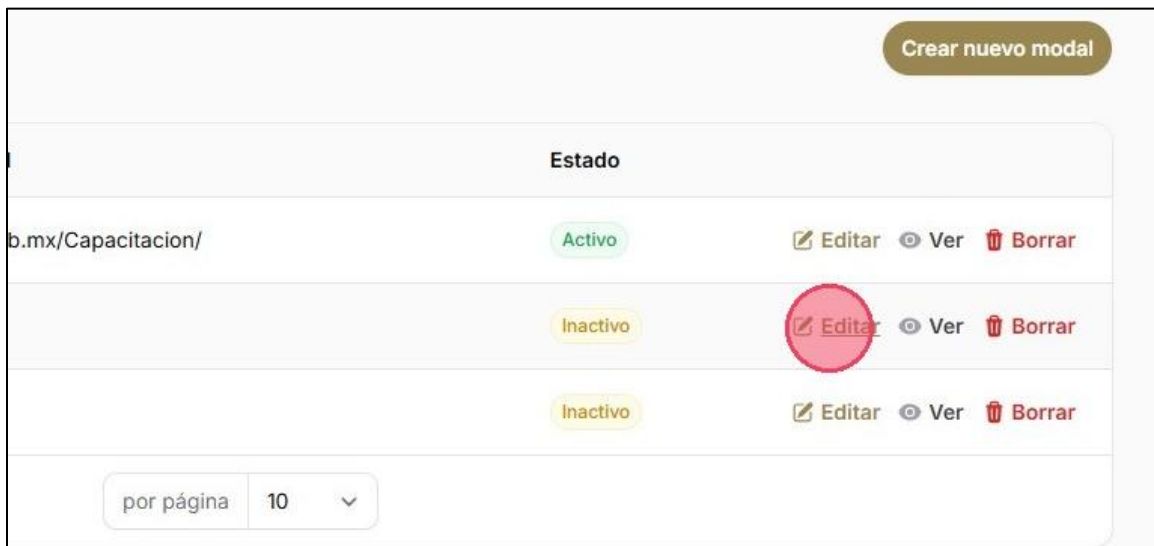 Crear nuevo modal
Estado
b.mx/Capacitacion/ Activo Editar Ver Borrar
Inactivo Editar Ver Borrar
Inactivo Editar Ver Borrar
por página 10